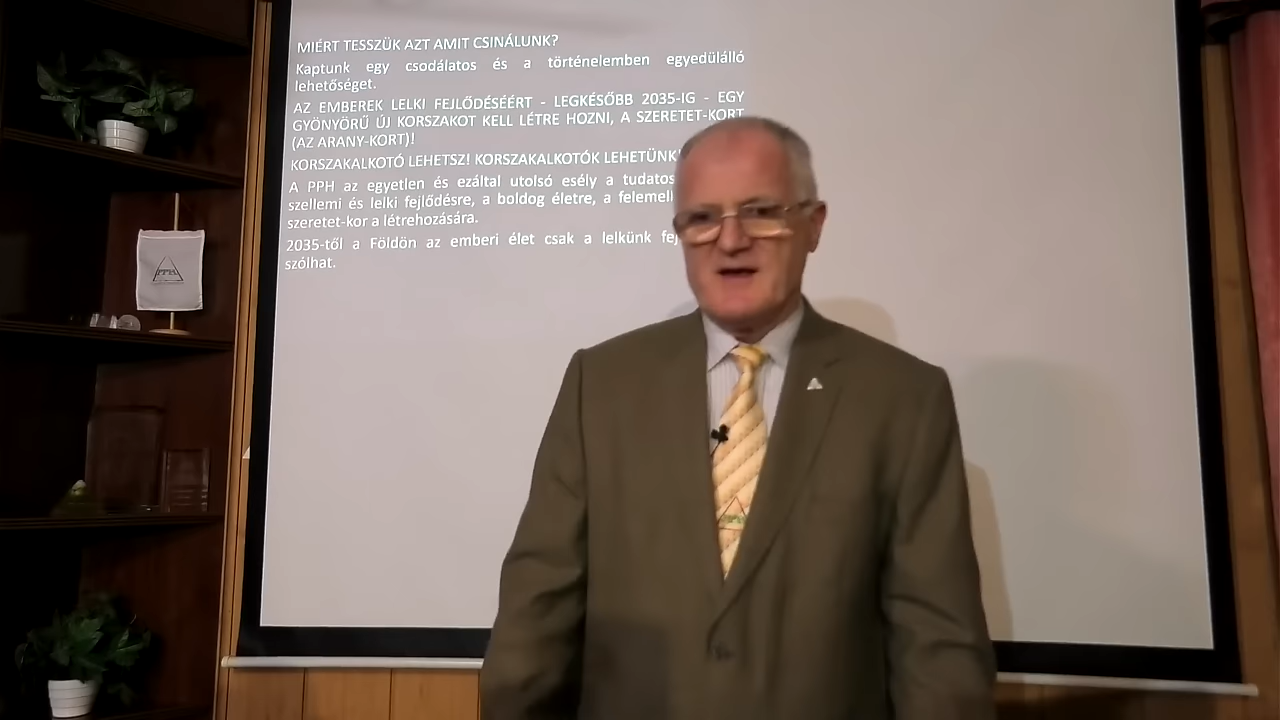 MIÉRT TESSZÜK AZT AMIT CSINÁLUNK?
Kaptunk egy csodálatos és a történelemben egyedülálló
lehetőséget.
AZ EMBEREK LELKI FEJLŐDÉSÉÉRT - LEGKÉSŐBB 2035-IG - EGY
GYÖNYÖRŰ ÚJ KORSZAKOT KELL LÉTRE HOZNI, A SZERETET-KORT
(AZ ARANY-KORT)!
KORSZAKALKOTÓ LEHETSZ! KORSZAKALKOTÓK LEHETÜNK!
A PPH az egyetlen és ezáltal utolsó esély a tudatos
szellemi és lelki fejlődésre, a boldog életre, a felemel
szeretet-kor a létrehozására.
2035-től a Földön az emberi élet csak a lelkünk fej
szólhat.
PPH